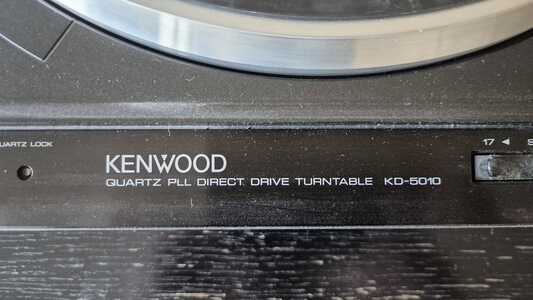 QUARTZ LOCK
KENWOOD
17 ◄ S
QUARTZ PLL DIRECT DRIVE TURNTABLE KD-5010